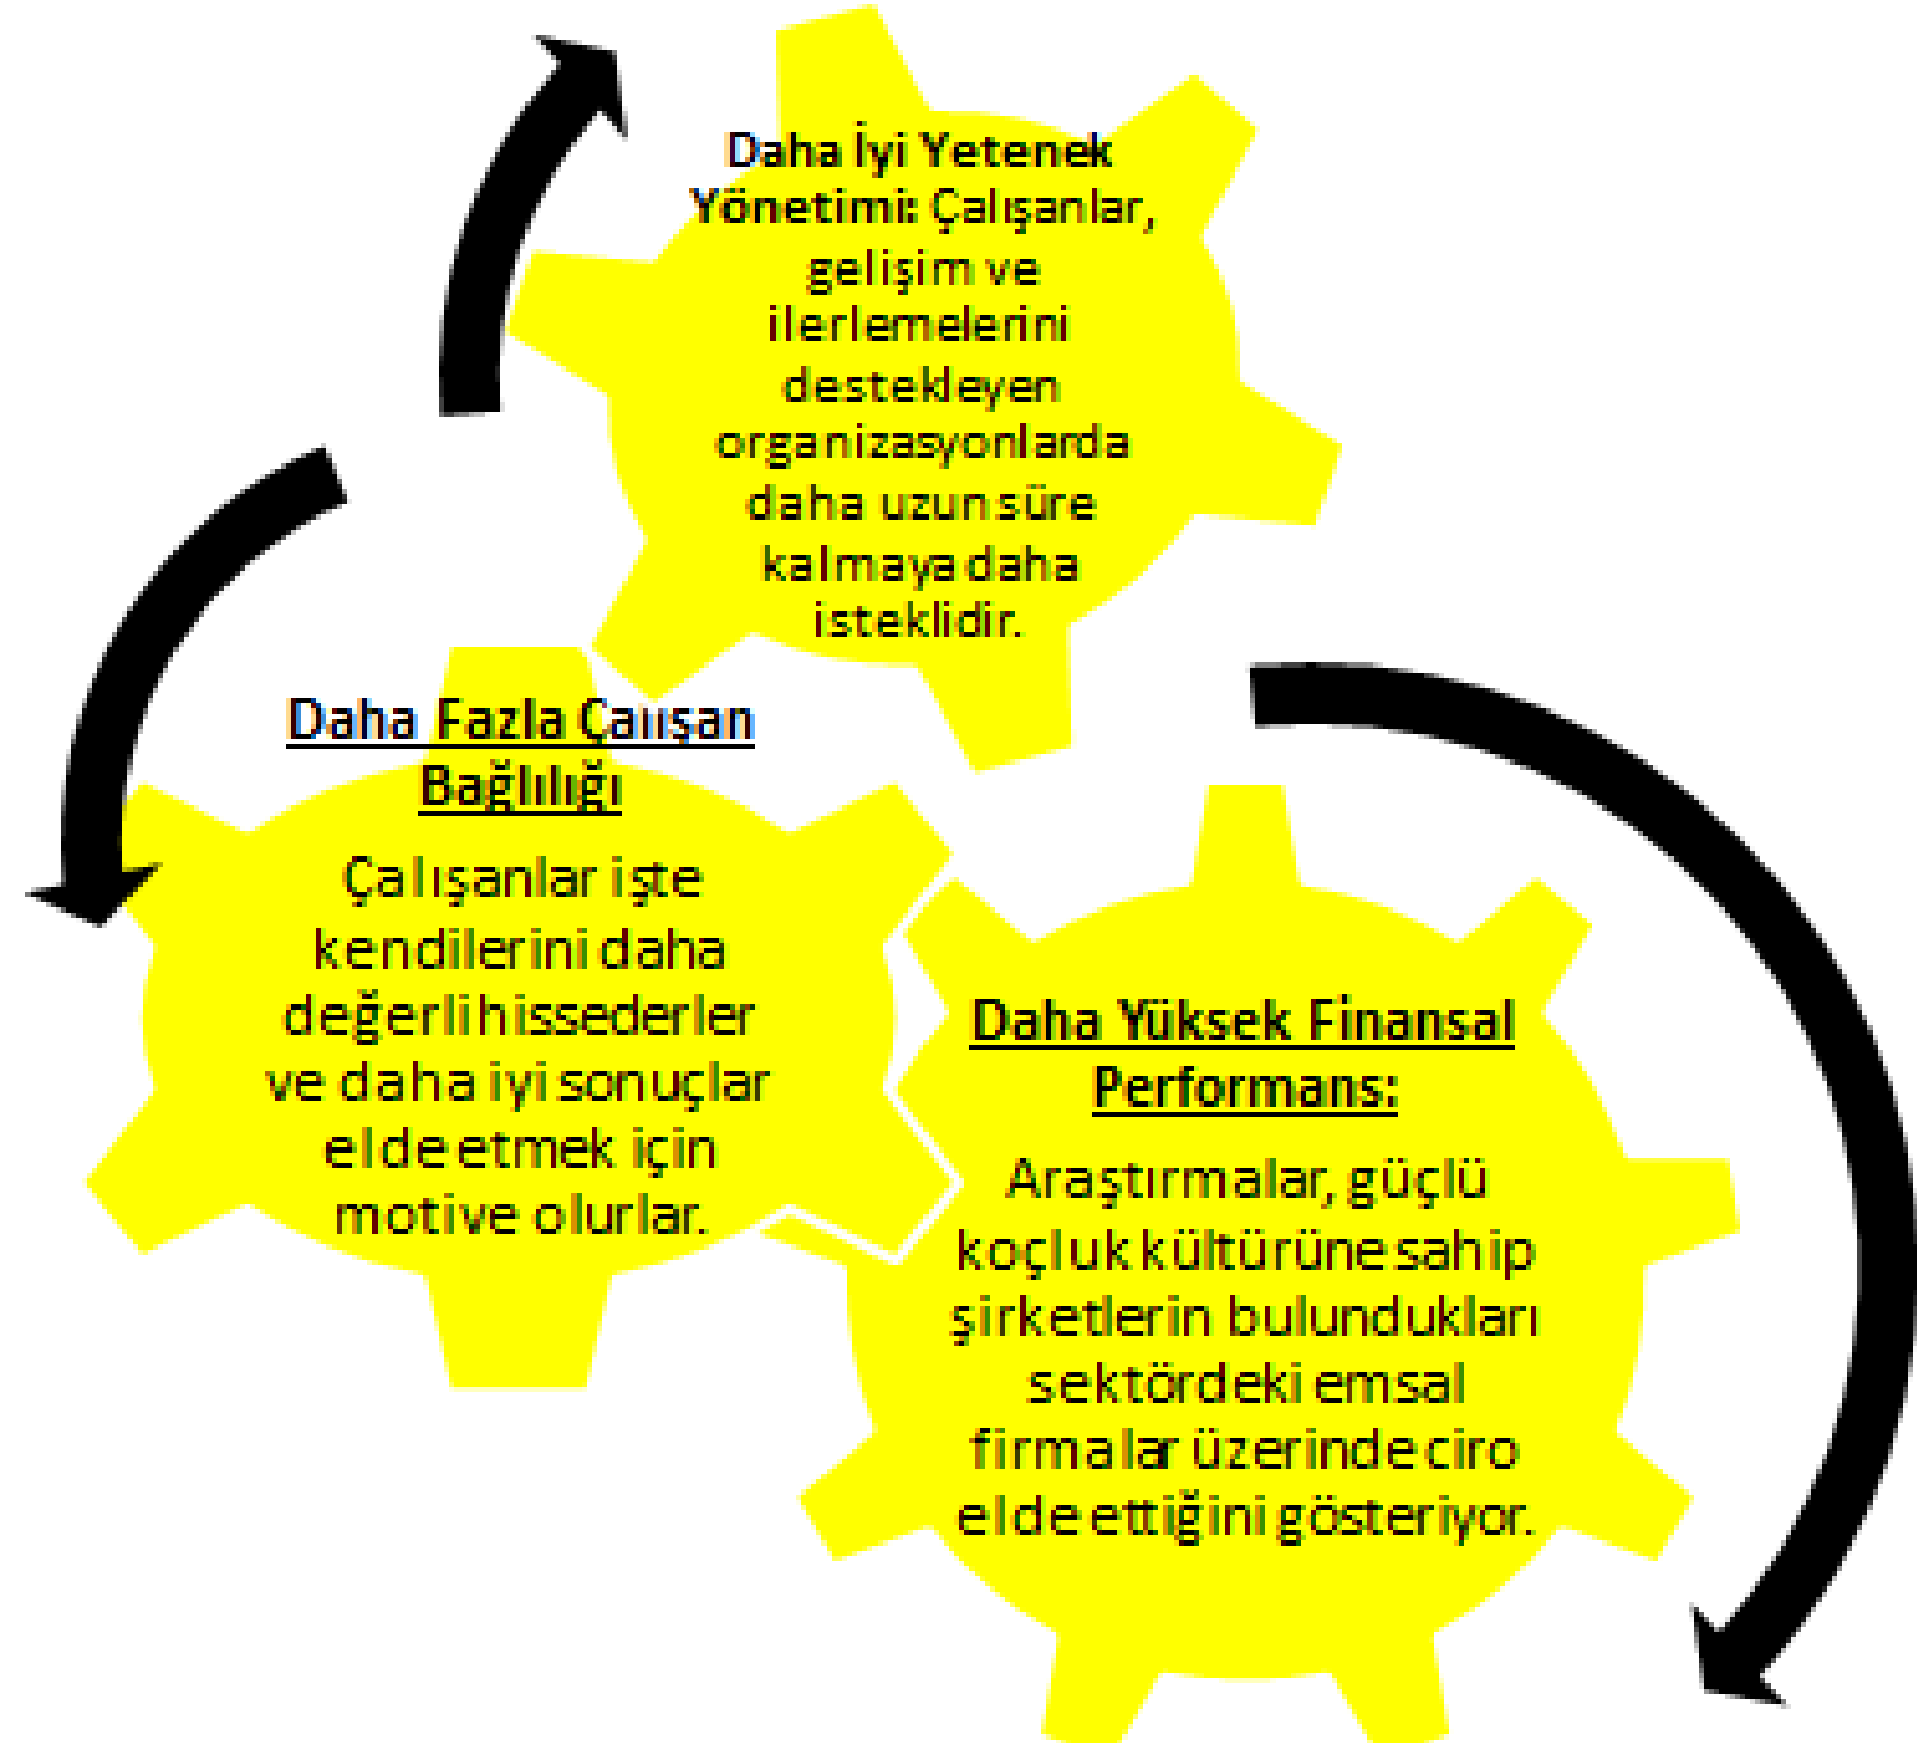 Daha İyi Yetenek
Yönetimi: Çalışanlar,
gelişim ve
ilerlemelerini
destekleyen
organizasyonlarda
daha uzun süre
kalmaya daha
isteklidir.
Daha Fazla Çalışan
Bağlılığı
Çalışanlar işte
kendilerini daha
değerli hissederler
ve daha iyi sonuçlar
elde etmek için
motive olurlar.
Daha Yüksek Finansal
Performans:
Araştırmalar, güçlü
koçluk kültürüne sahip
şirketlerin bulundukları
sektördeki emsal
firmalar üzerinde ciro
elde ettiğini gösteriyor.